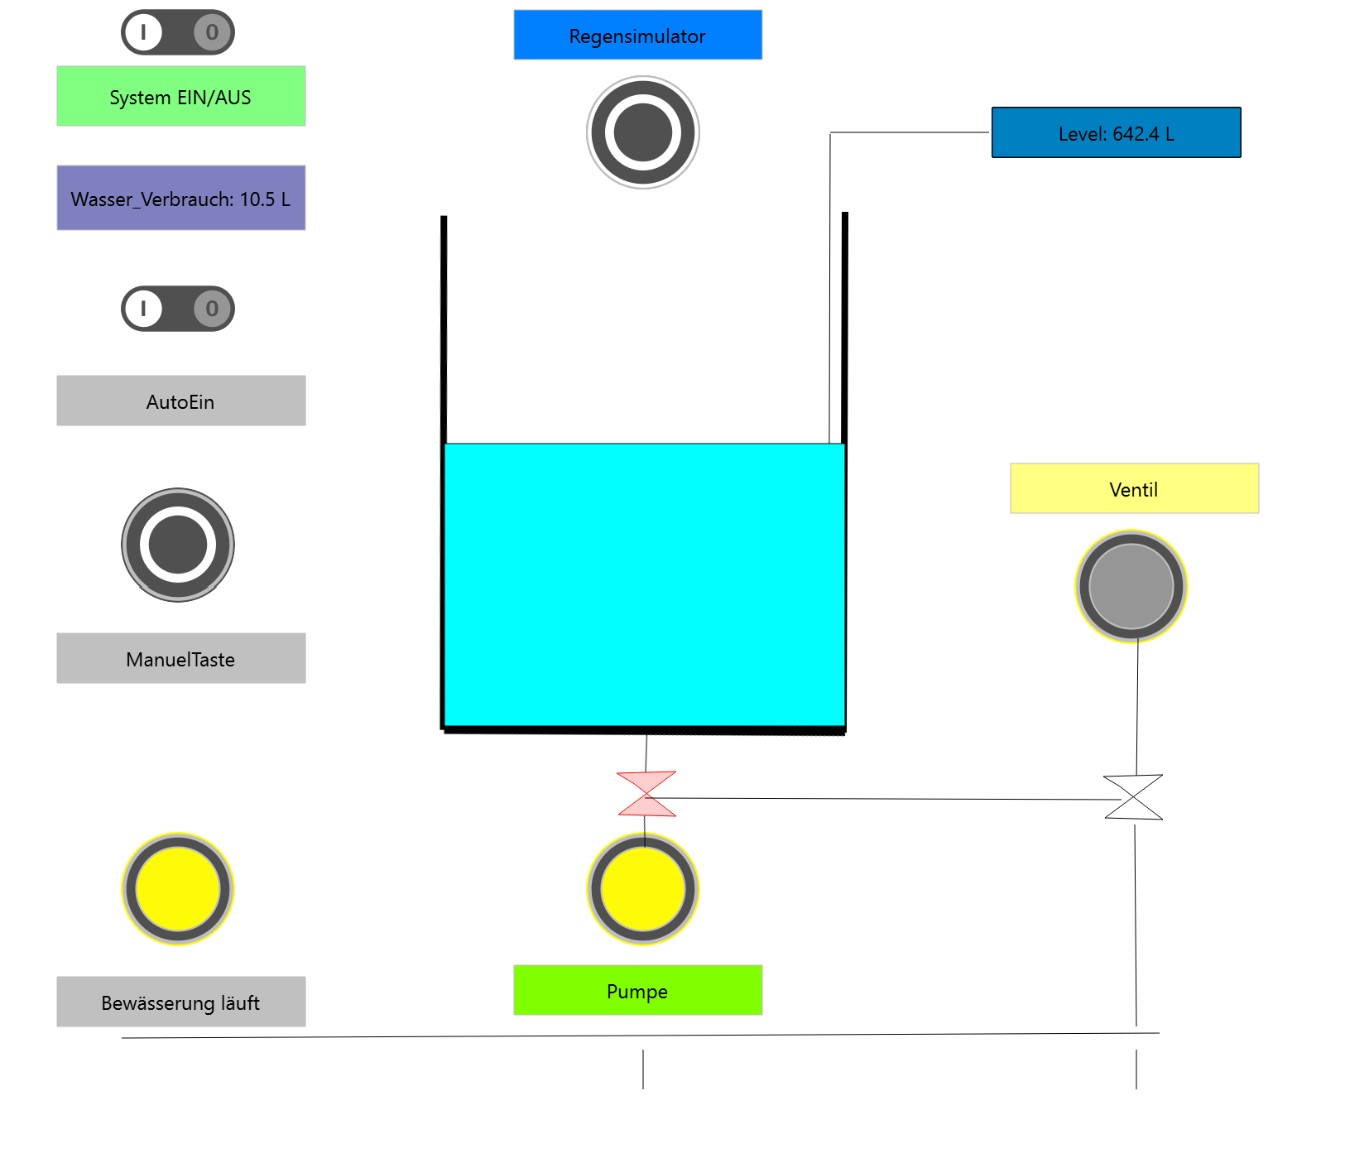 I 0
Regensimulator
System EIN/AUS
Level: 642.4 L
Wasser_Verbrauch: 10.5 L
I 0
AutoEin
Ventil
ManuelTaste
Pumpe
Bewässerung läuft